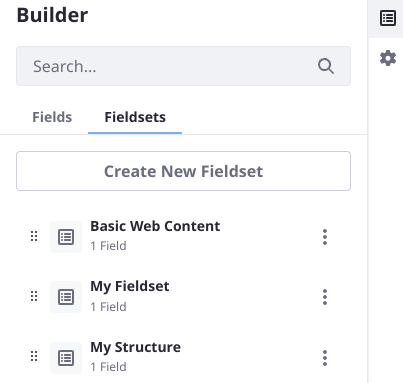 Builder
Search...
Fields
Fieldsets
Create New Fieldset
Basic Web Content
1 Field
My Fieldset
1 Field
My Structure
1 Field